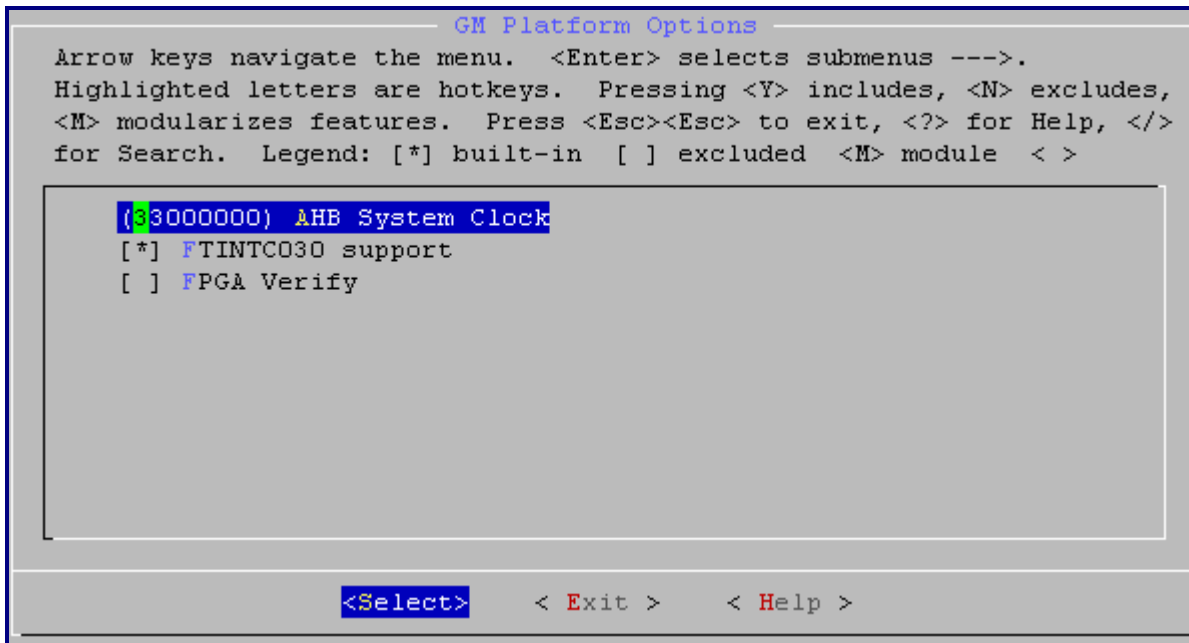 GM Platform Options
Arrow keys navigate the menu. <Enter> selects submenus --->.
Highlighted letters are hotkeys. Pressing <Y> includes, <N> excludes,
<M> modularizes features. Press <Esc><Esc> to exit, <?> for Help, </>
for Search. Legend: [*] built-in [ ] excluded <M> module < >
(33000000) AHB System Clock
[*] FTINTC030 support
[ ] FPGA Verify
<Select> < Exit > < Help >